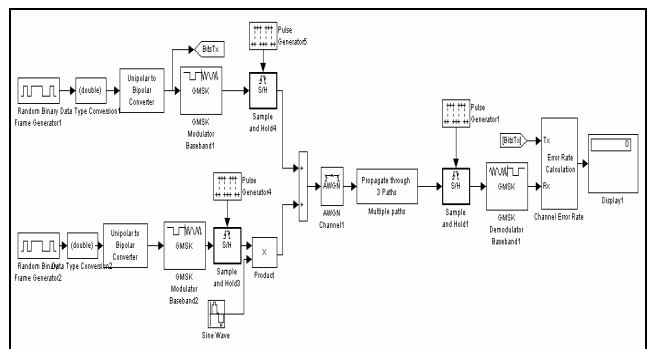 BitsTx
Pulse
Generator5
Random Binary
Frame Generator1
(double)
Data Type Conversion1
Unipolar to
Bipolar
Converter
GMSK
GMSK
Modulator
Baseband1
S/H
Sample
and Hold4
Pulse
Generator4
Random Binary
Frame Generator2
(double)
Data Type Conversion2
Unipolar to
Bipolar
Converter
GMSK
GMSK
Modulator
Baseband2
S/H
Sample
and Hold3
X
Product
Sine Wave
+
+
AWGN
AWGN
Channel1
Propagate through
3 Paths
Multiple paths
Pulse
Generator1
S/H
Sample
and Hold1
GMSK
GMSK
Demodulator
Baseband1
[BitsTx]
Tx
Rx
Error Rate
Calculation
Channel Error Rate
0
Display1